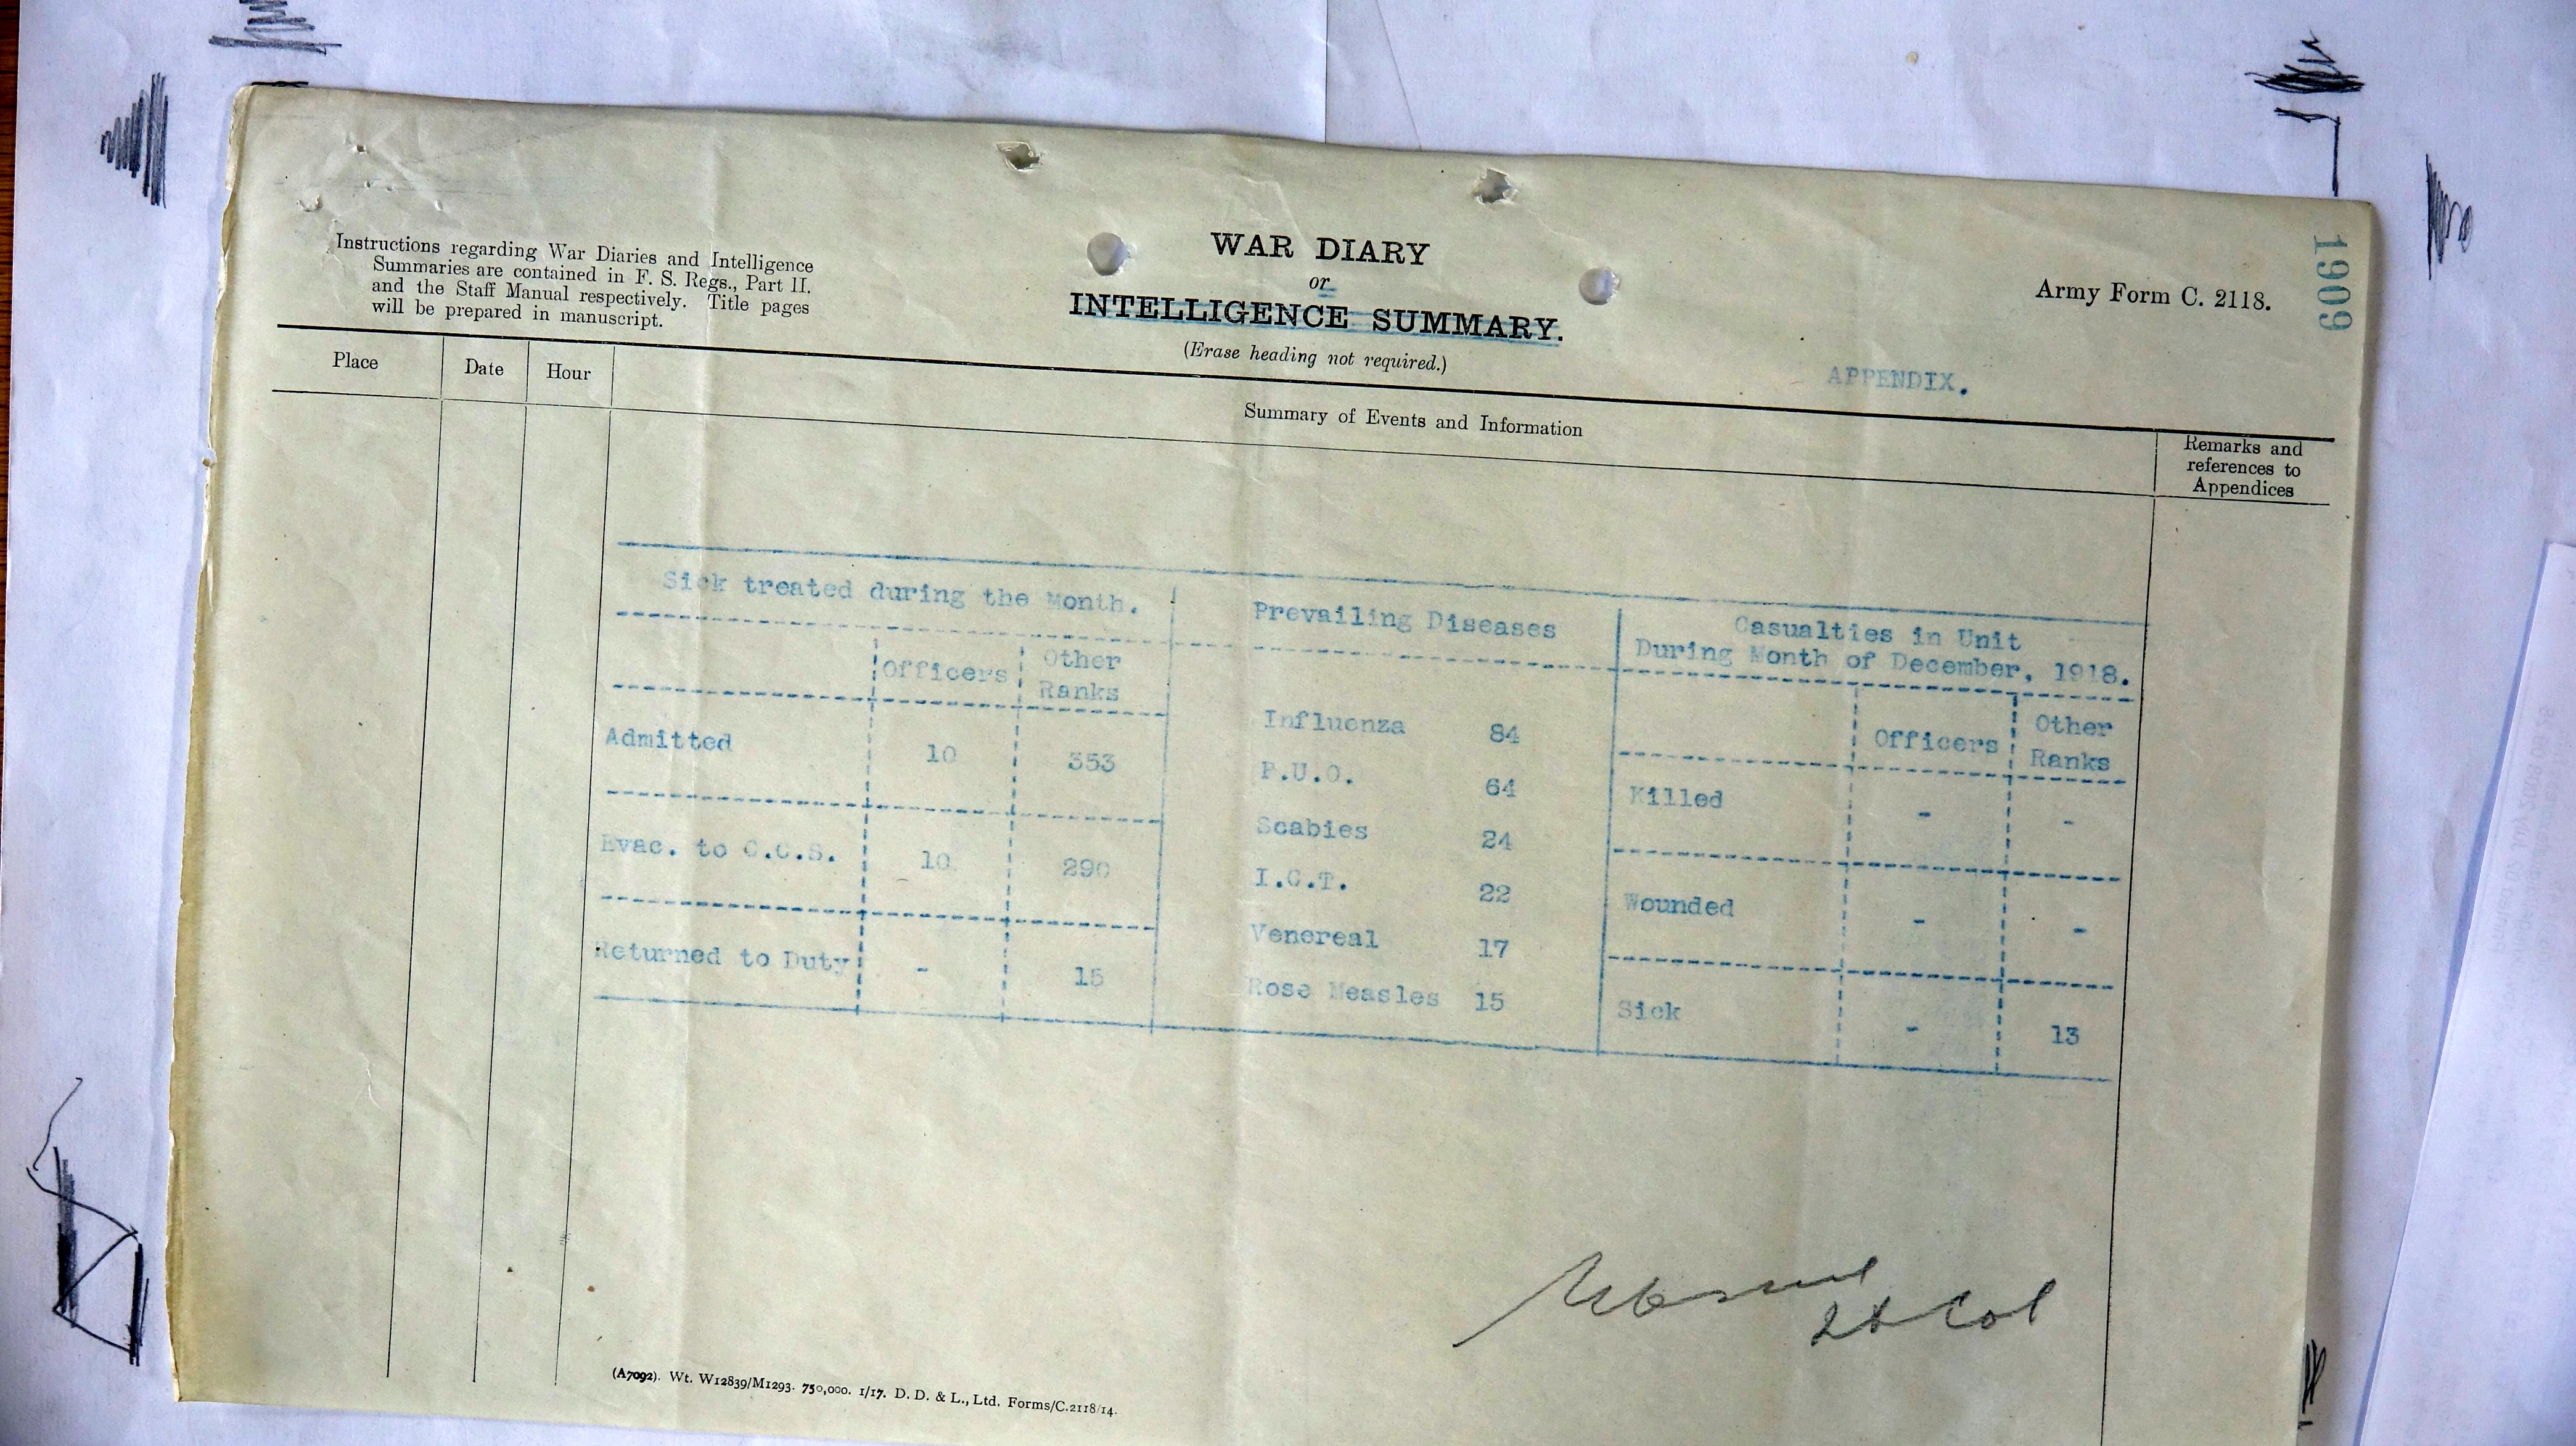 Instructions regarding War Diaries and Intelligence
Summaries are contained in F. S. Regs., Part II.
and the Staff Manual respectively. Title pages
will be prepared in manuscript.
WAR DIARY
or
INTELLIGENCE SUMMARY.
(Erase heading not required.)
Army Form C. 2118.
1909
APPENDIX.
Place Date Hour
Summary of Events and Information
Remarks and
references to
Appendices
Sick treated during the Month.
Officers Other
Ranks
Admitted 10 353
Evac. to C.C.S. 10 290
Returned to Duty - 15
Prevailing Diseases
Influenza 84
P.U.O. 64
Scabies 24
I.C.T. 22
Venereal 17
Rose Measles 15
Casualties in Unit
During Month of December, 1918.
Officers Other
Ranks
Killed - -
Wounded - -
Sick - 13
Lt Col
(A7092). Wt. W12839/M1293. 750,000. 1/17. D. D. & L., Ltd. Forms/C.2118/14.